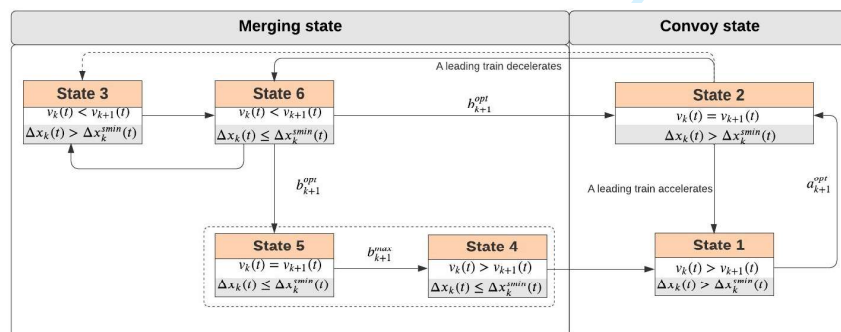 Merging state
Convoy state
A leading train decelerates
State 3
v_k(t) < v_{k+1}(t)
Δx_k(t) > Δx_k^{smin}(t)
State 6
v_k(t) < v_{k+1}(t)
Δx_k(t) ≤ Δx_k^{smin}(t)
b_{k+1}^{opt}
State 2
v_k(t) = v_{k+1}(t)
Δx_k(t) > Δx_k^{smin}(t)
b_{k+1}^{opt}
A leading train accelerates
a_{k+1}^{opt}
State 5
v_k(t) = v_{k+1}(t)
Δx_k(t) ≤ Δx_k^{smin}(t)
b_{k+1}^{max}
State 4
v_k(t) > v_{k+1}(t)
Δx_k(t) ≤ Δx_k^{smin}(t)
State 1
v_k(t) > v_{k+1}(t)
Δx_k(t) > Δx_k^{smin}(t)